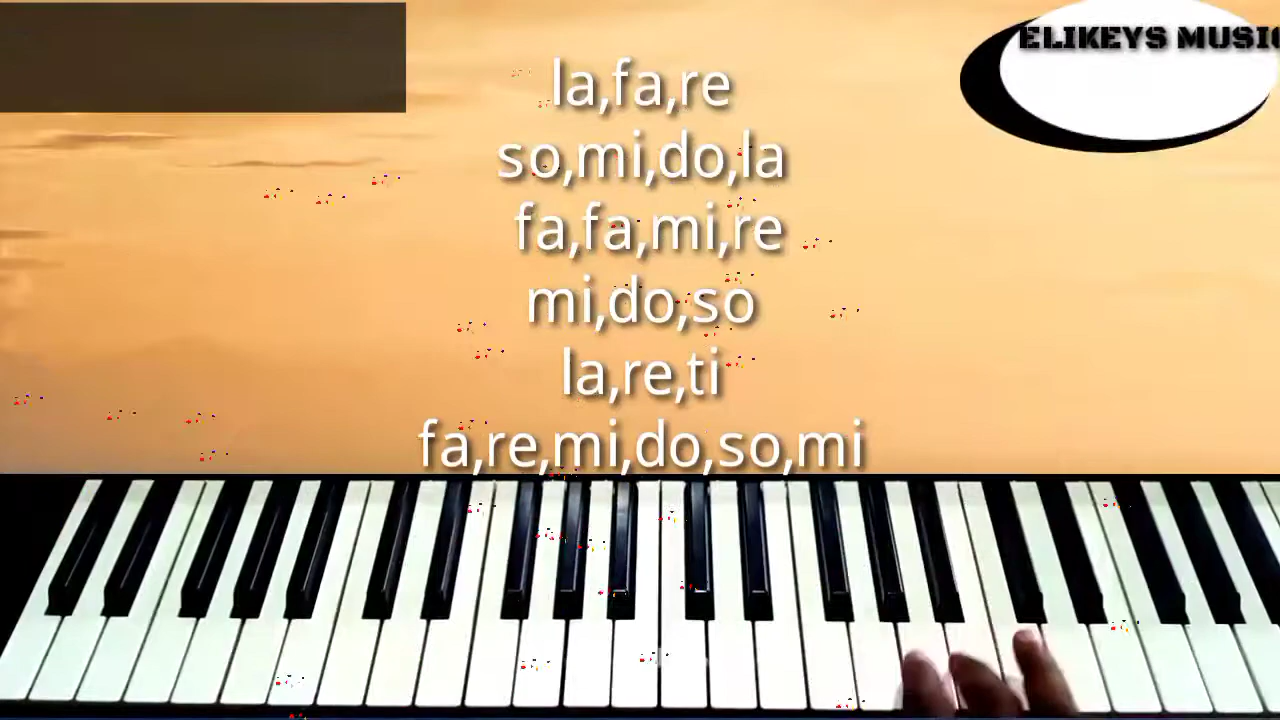 ELIKEYS MUSIC
la,fa,re
so,mi,do,la
fa,fa,mi,re
mi,do,so
la,re,ti
fa,re,mi,do,so,mi